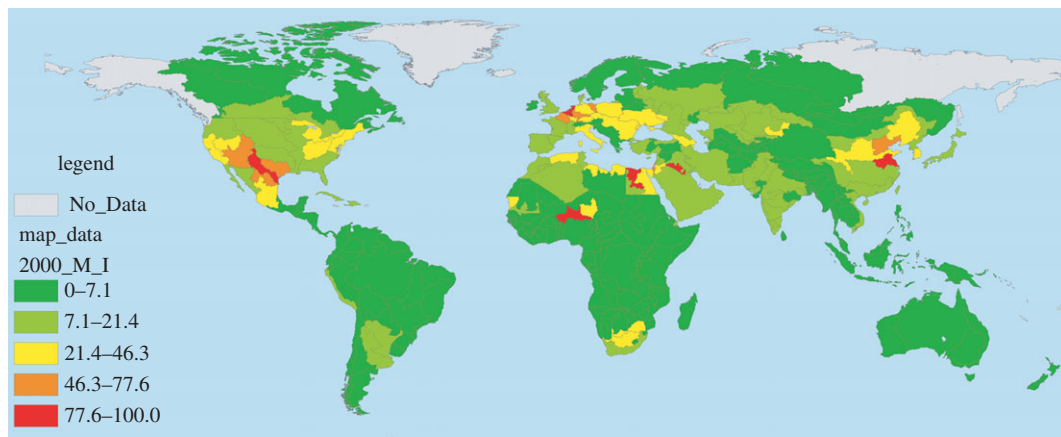 legend
No_Data
map_data
2000_M_I
0–7.1
7.1–21.4
21.4–46.3
46.3–77.6
77.6–100.0